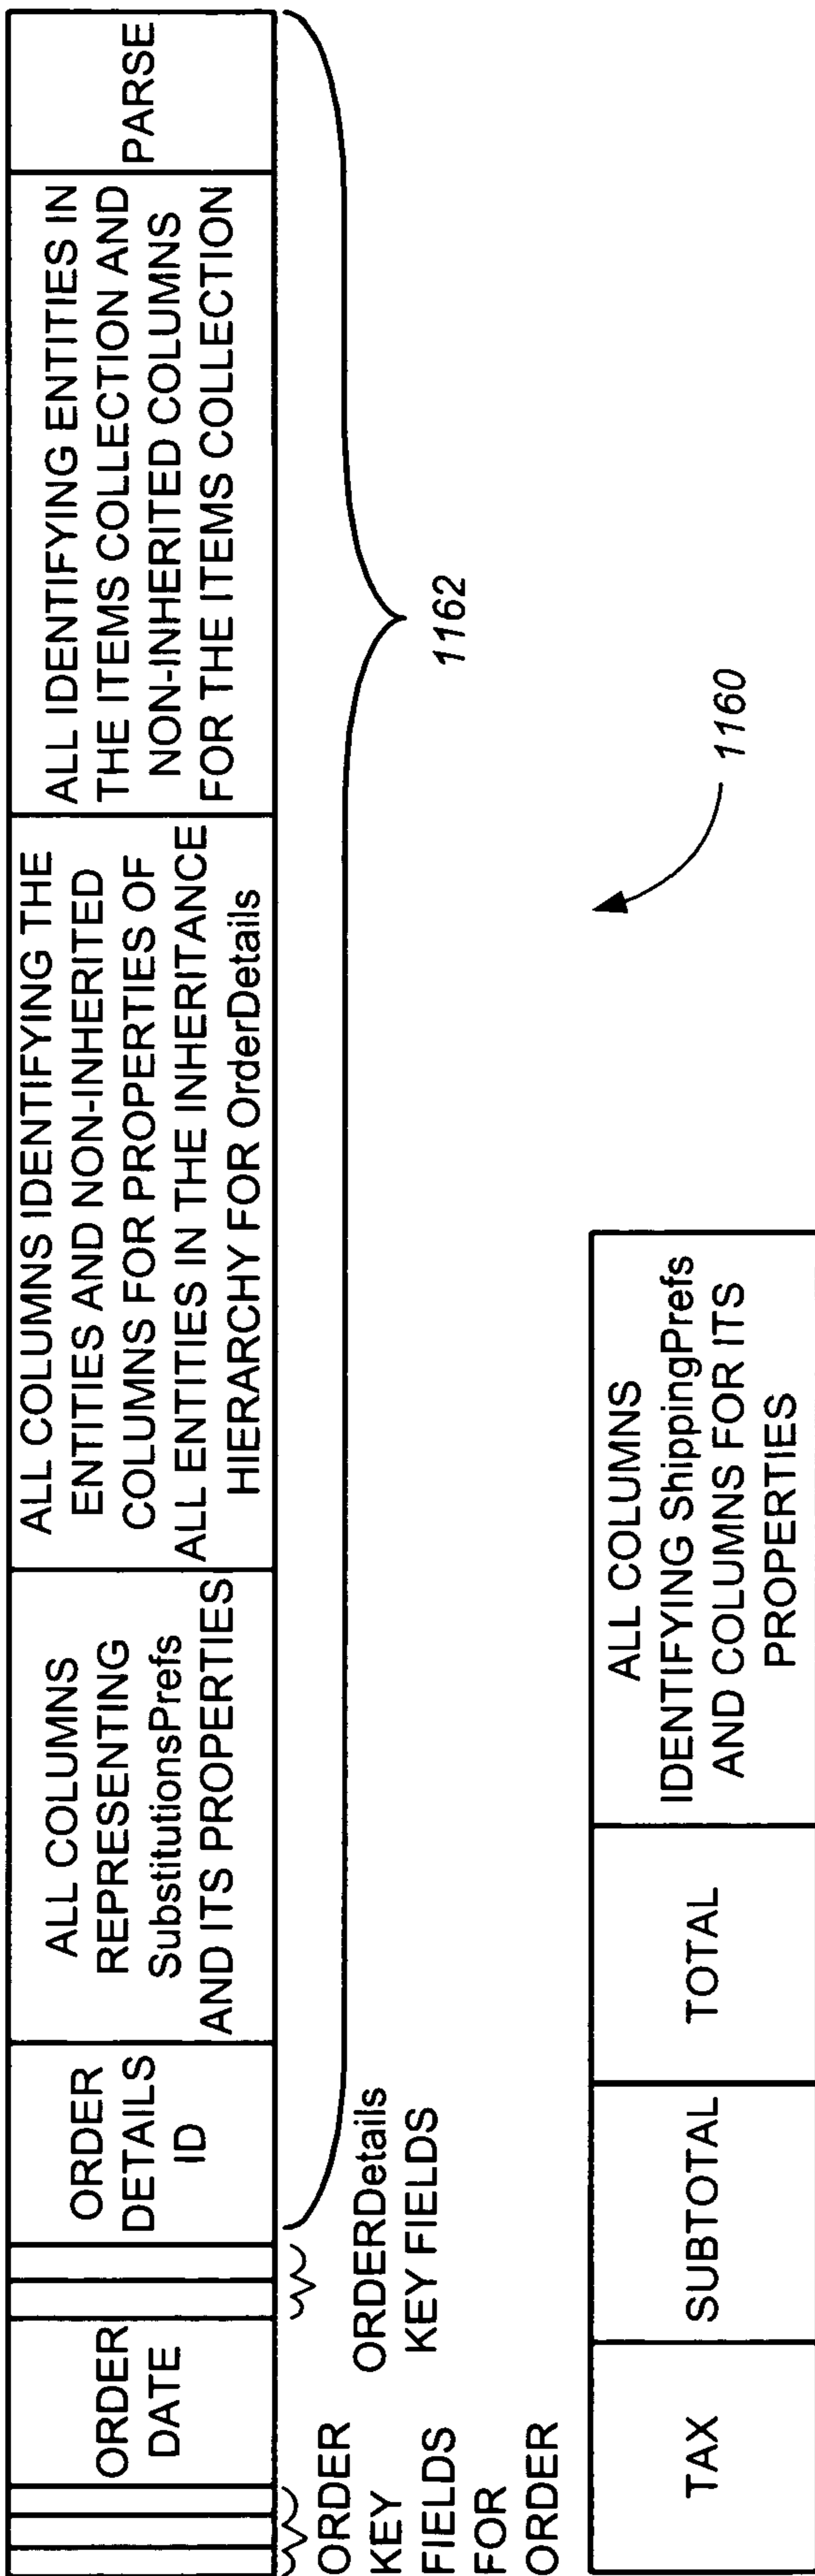 ORDER
DATE
ORDER
DETAILS
ID
ALL COLUMNS
REPRESENTING
SubstitutionsPrefs
AND ITS PROPERTIES
ALL COLUMNS IDENTIFYING THE
ENTITIES AND NON-INHERITED
COLUMNS FOR PROPERTIES OF
ALL ENTITIES IN THE INHERITANCE
HIERARCHY FOR OrderDetails
ALL IDENTIFYING ENTITIES IN
THE ITEMS COLLECTION AND
NON-INHERITED COLUMNS
FOR THE ITEMS COLLECTION
PARSE
ORDER
KEY
FIELDS
FOR
ORDER
ORDERDetails
KEY FIELDS
1162
1160
TAX
SUBTOTAL
TOTAL
ALL COLUMNS
IDENTIFYING ShippingPrefs
AND COLUMNS FOR ITS
PROPERTIES